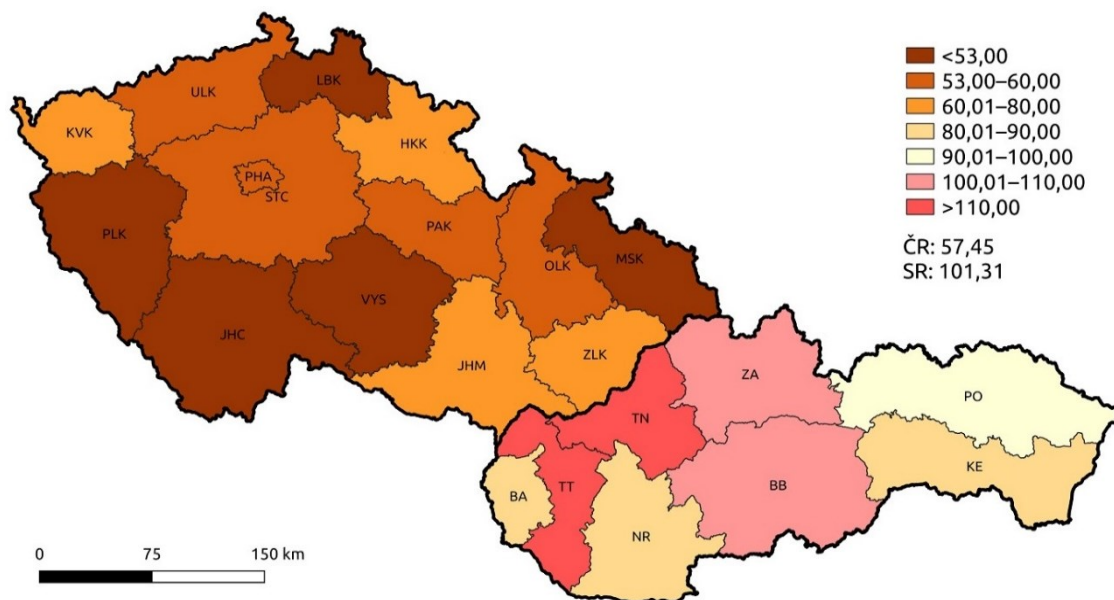 <53,00
53,00–60,00
60,01–80,00
80,01–90,00
90,01–100,00
100,01–110,00
>110,00
ČR: 57,45
SR: 101,31
LBK
ULK
KVK
HKK
PHA
STC
PAK
PLK
OLK
MSK
VYS
JHC
ZLK
JHM
ZA
PO
TN
KE
BA
TT
BB
NR
0 75 150 km